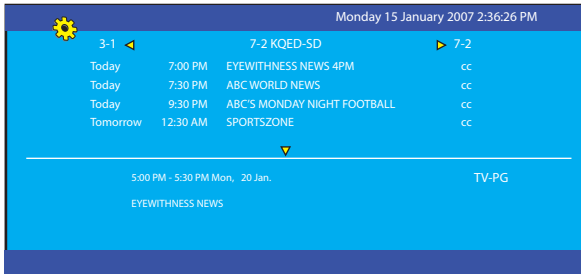 Monday 15 January 2007 2:36:26 PM
3-1 7-2 KQED-SD 7-2
Today 7:00 PM EYEWITHNESS NEWS 4PM cc
Today 7:30 PM ABC WORLD NEWS cc
Today 9:30 PM ABC'S MONDAY NIGHT FOOTBALL cc
Tomorrow 12:30 AM SPORTSZONE cc
5:00 PM - 5:30 PM Mon, 20 Jan. TV-PG
EYEWITHNESS NEWS